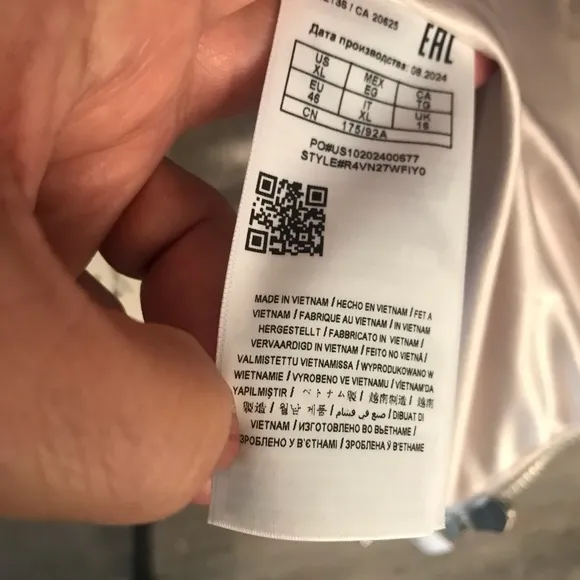 / CA 20625
EAC
Дата производства: 08.2024
US XL MEX EG CA TG
EU 46 IT XL UK 16
CN 175/92A
PO#US10202400677
STYLE#R4VN27WFIY0
MADE IN VIETNAM / HECHO EN VIETNAM / FET A
VIETNAM / FABRIQUE AU VIETNAM / IN VIETNAM
HERGESTELLT / FABBRICATO IN VIETNAM /
VERVAARDIGD IN VIETNAM / FEITO NO VIETNÃ /
VALMISTETTU VIETNAMISSA / WYPRODUKOWANO W
WIETNAMIE / VYROBENO VE VIETNAMU / VİETNAM'DA
YAPILMIŞTIR / ベトナム製 / 越南制造 / 越南
製造 / 월남 제품 / صنع في فيتنام / DIBUAT DI
VIETNAM / ИЗГОТОВЛЕНО ВО ВЬЕТНАМЕ /
ЗРОБЛЕНО У В'ЄТНАМІ / ЗРОБЛЕНА Ў В'ЕТНАМЕ